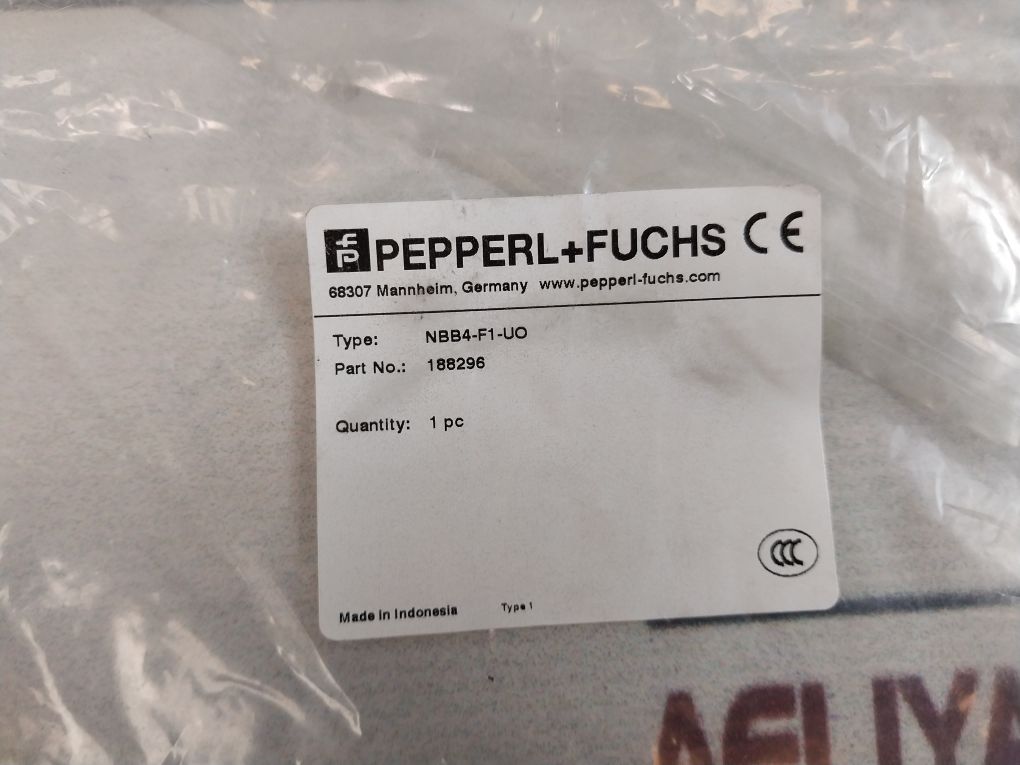 PEPPERL+FUCHS CE
68307 Mannheim, Germany www.pepperl-fuchs.com
Type: NBB4-F1-UO
Part No.: 188296
Quantity: 1 pc
CCC
Made in Indonesia Type 1